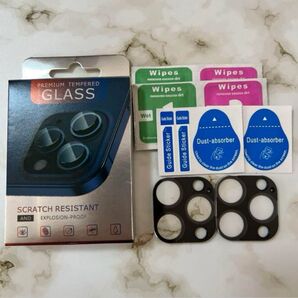 PREMIUM TEMPERED
GLASS
SCRATCH RESISTANT
AND EXPLOSION-PROOF
Wipes
Wipes
Wipes
Wet
Wipes
Guide Sticker
Guide Sticker
Dust-absorber
Dust-absorber